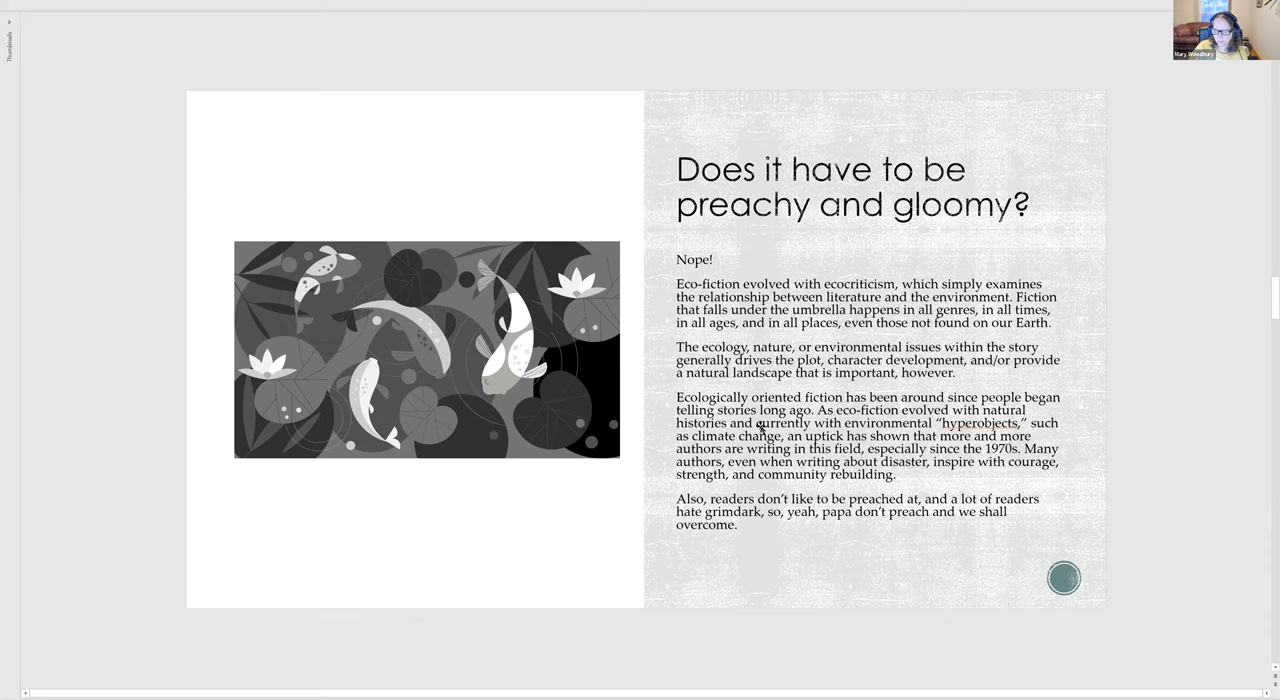 Thumbnails
Mary Woodbury
Does it have to be
preachy and gloomy?
Nope!
Eco-fiction evolved with ecocriticism, which simply examines
the relationship between literature and the environment. Fiction
that falls under the umbrella happens in all genres, in all times,
in all ages, and in all places, even those not found on our Earth.
The ecology, nature, or environmental issues within the story
generally drives the plot, character development, and/or provide
a natural landscape that is important, however.
Ecologically oriented fiction has been around since people began
telling stories long ago. As eco-fiction evolved with natural
histories and currently with environmental “hyperobjects,” such
as climate change, an uptick has shown that more and more
authors are writing in this field, especially since the 1970s. Many
authors, even when writing about disaster, inspire with courage,
strength, and community rebuilding.
Also, readers don’t like to be preached at, and a lot of readers
hate grimdark, so, yeah, papa don’t preach and we shall
overcome.